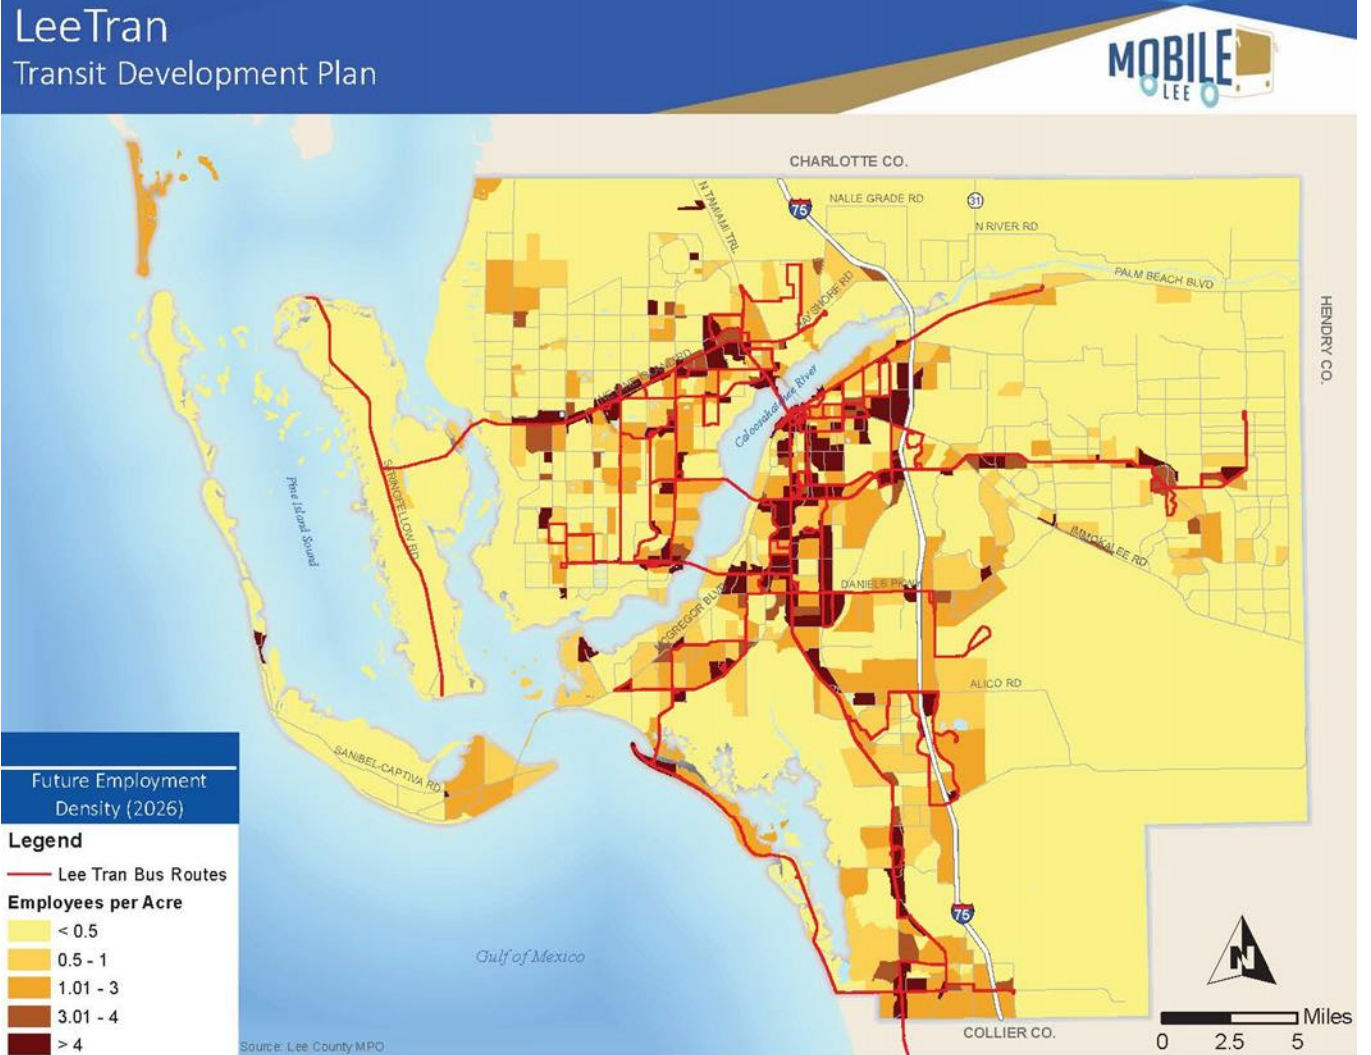 LeeTran
Transit Development Plan
MOBILE
LEE
CHARLOTTE CO.
N TAMIAMI TRL
75
NALLE GRADE RD
31
N RIVER RD
PALM BEACH BLVD
BAYSHORE RD
HENDRY CO.
Caloosahatchee River
Pine Island Sound
STRINGFELLOW RD
IMMOKALEE RD
DANIELS PKWY
MCGREGOR BLVD
ALICO RD
SANIBEL-CAPTIVA RD
Future Employment
Density (2026)
Legend
Lee Tran Bus Routes
Employees per Acre
< 0.5
0.5 - 1
1.01 - 3
3.01 - 4
> 4
75
Gulf of Mexico
N
Miles
0 2.5 5
COLLIER CO.
Source: Lee County MPO